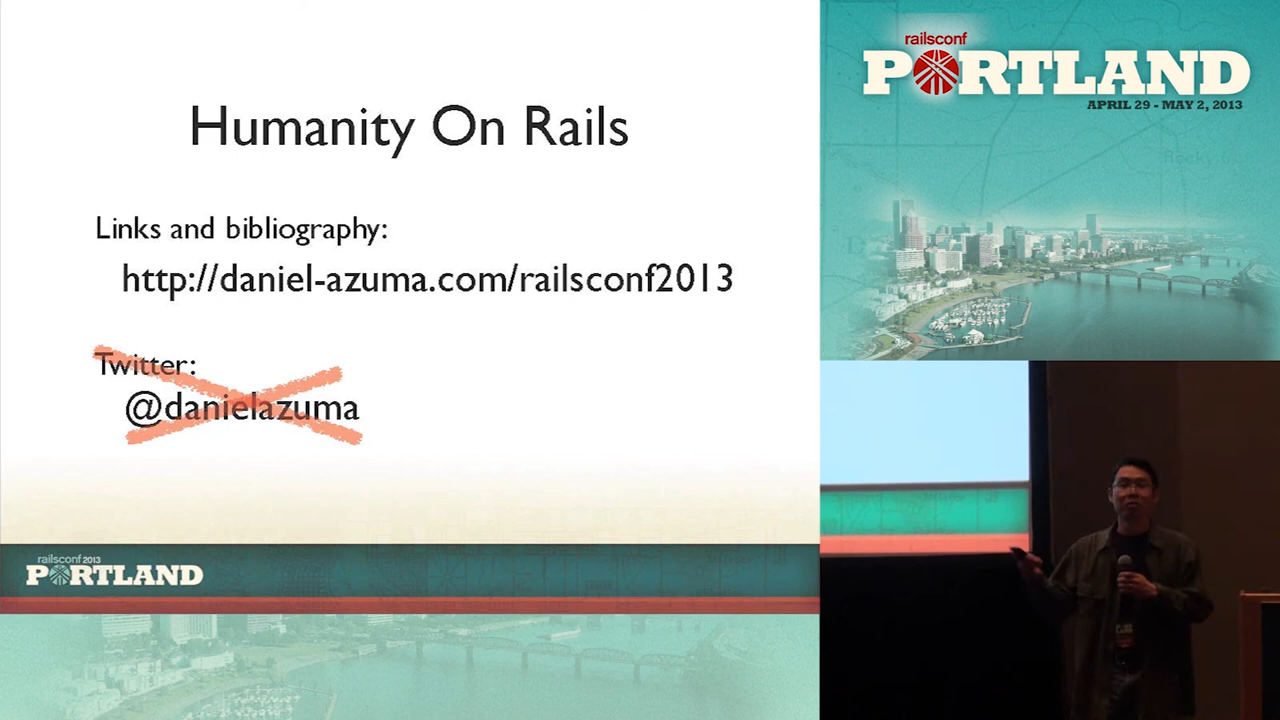 Humanity On Rails
Links and bibliography:
http://daniel-azuma.com/railsconf2013
Twitter:
@danielazuma
railsconf 2013
PORTLAND
railsconf
PORTLAND
APRIL 29 - MAY 2, 2013